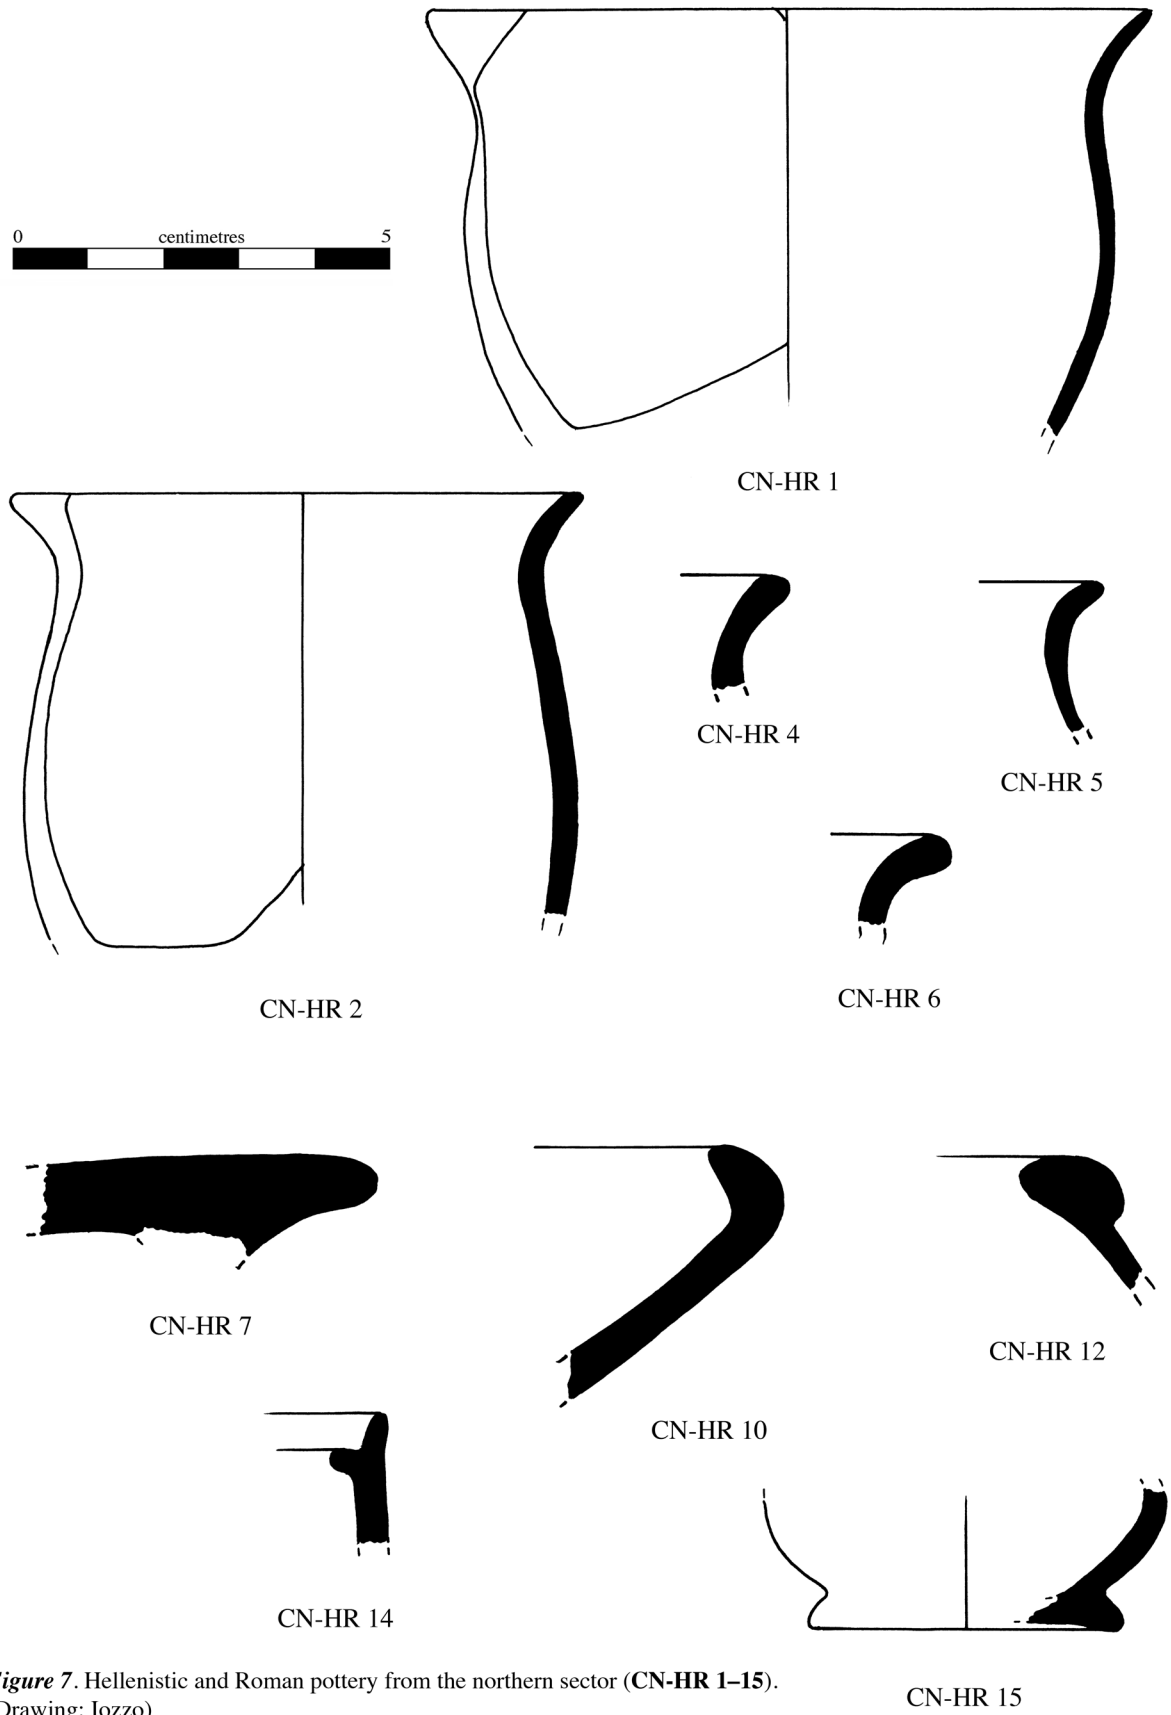 0 centimetres 5
CN-HR 1
CN-HR 4
CN-HR 5
CN-HR 6
CN-HR 2
CN-HR 7
CN-HR 12
CN-HR 10
CN-HR 14
igure 7. Hellenistic and Roman pottery from the northern sector (CN-HR 1–15).
Drawing: Iozzo)
CN-HR 15